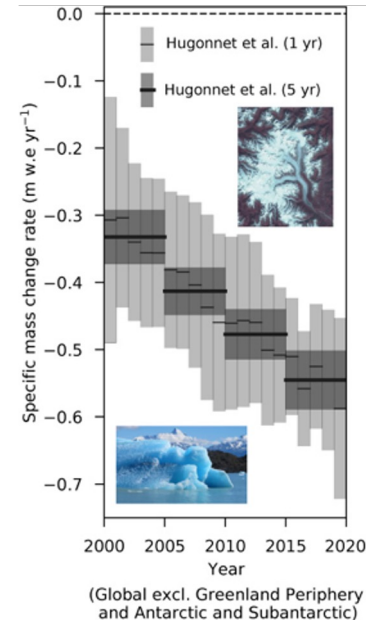 0.0
Hugonnet et al. (1 yr)
−0.1
Hugonnet et al. (5 yr)
−0.2
−0.3
−0.4
−0.5
−0.6
−0.7
Specific mass change rate (m w.e yr⁻¹)
2000 2005 2010 2015 2020
Year
(Global excl. Greenland Periphery
and Antarctic and Subantarctic)